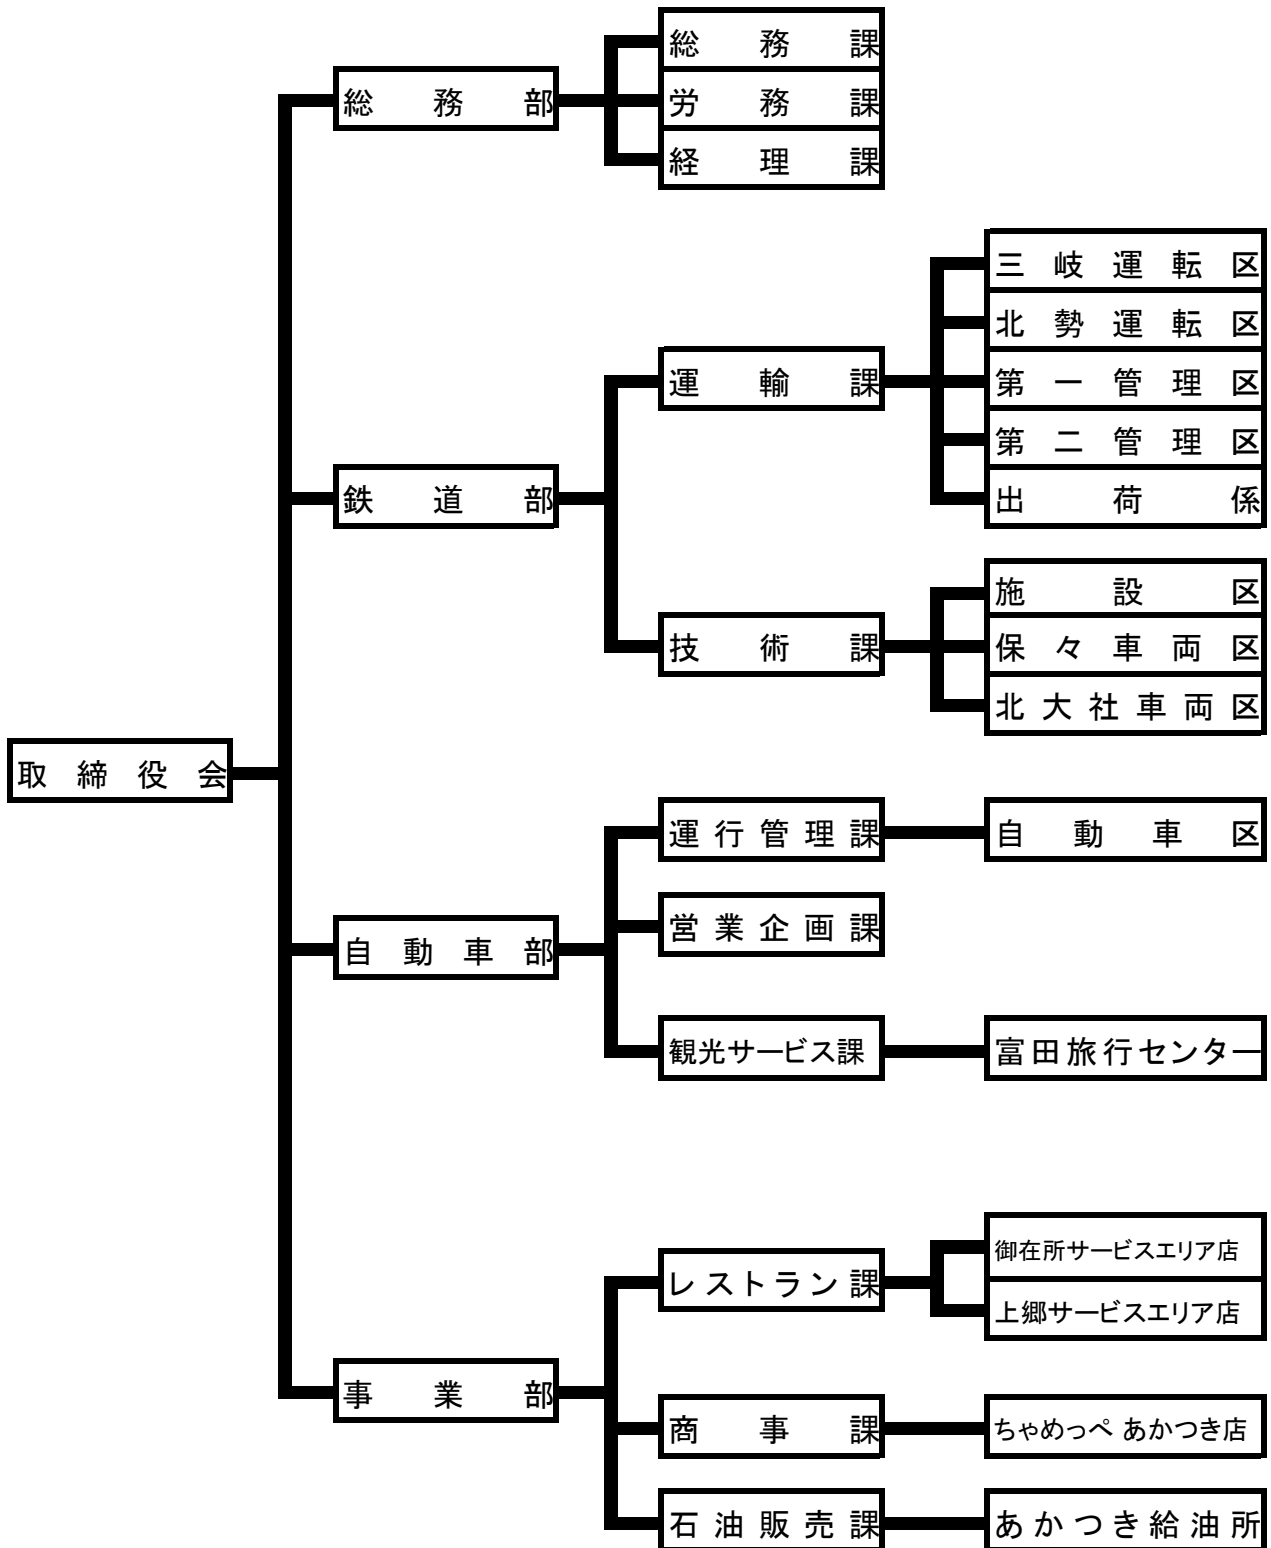 取締役会
総務部
総務課
労務課
経理課
鉄道部
運輸課
三岐運転区
北勢運転区
第一管理区
第二管理区
出荷係
技術課
施設区
保々車両区
北大社車両区
自動車部
運行管理課
自動車区
営業企画課
観光サービス課
富田旅行センター
事業部
レストラン課
御在所サービスエリア店
上郷サービスエリア店
商事課
ちゃめっぺ あかつき店
石油販売課
あかつき給油所